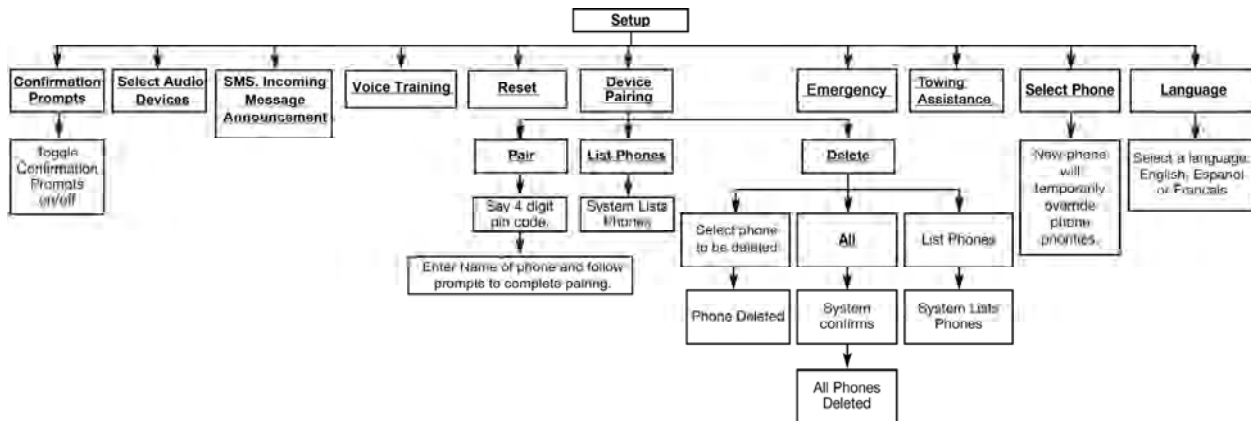 Setup
Confirmation
Prompts
Select Audio
Devices
SMS. Incoming
Message
Announcement
Voice Training
Reset
Device
Pairing
Emergency
Towing
Assistance
Select Phone
Language
Toggle
Confirmation
Prompts
on/off
Pair
List Phones
Delete
New phone
will
temporarily
override
phone
priorities.
Select a language:
English, Espanol
or Francais
Say 4 digit
pin code.
System Lists
Phones
Select phone
to be deleted
All
List Phones
Enter Name of phone and follow
prompts to complete pairing.
Phone Deleted
System
confirms
System Lists
Phones
All Phones
Deleted